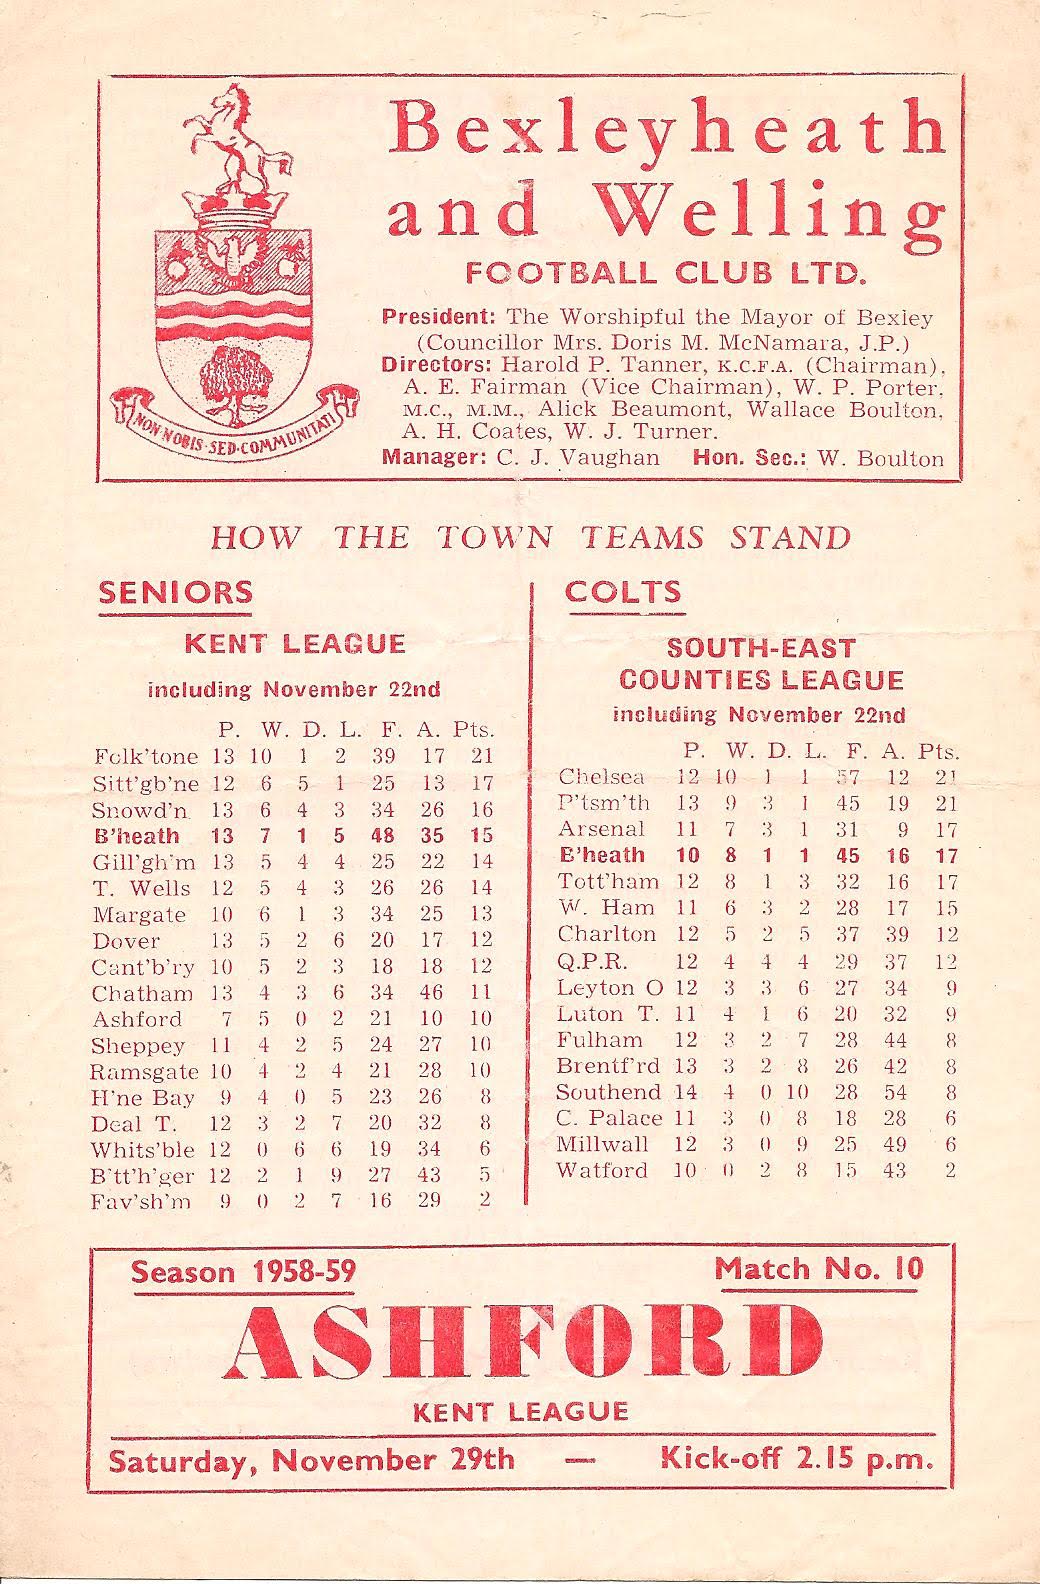 Bexleyheath
and Welling
FOOTBALL CLUB LTD.
President: The Worshipful the Mayor of Bexley
(Councillor Mrs. Doris M. McNamara, J.P.)
Directors: Harold P. Tanner, K.C.F.A. (Chairman),
A. E. Fairman (Vice Chairman), W. P. Porter,
M.C., M.M., Alick Beaumont, Wallace Boulton,
A. H. Coates, W. J. Turner.
Manager: C. J. Vaughan Hon. Sec.: W. Boulton
NON·NOBIS·SED·COMMUNITATI
HOW THE TOWN TEAMS STAND
SENIORS
KENT LEAGUE
including November 22nd
P. W. D. L. F. A. Pts.
Folk'tone 13 10 1 2 39 17 21
Sitt'gb'ne 12 6 5 1 25 13 17
Snowd'n 13 6 4 3 34 26 16
B'heath 13 7 1 5 48 35 15
Gill'gh'm 13 5 4 4 25 22 14
T. Wells 12 5 4 3 26 26 14
Margate 10 6 1 3 34 25 13
Dover 13 5 2 6 20 17 12
Cant'b'ry 10 5 2 3 18 18 12
Chatham 13 4 3 6 34 46 11
Ashford 7 5 0 2 21 10 10
Sheppey 11 4 2 5 24 27 10
Ramsgate 10 4 2 4 21 28 10
H'ne Bay 9 4 0 5 23 26 8
Deal T. 12 3 2 7 20 32 8
Whits'ble 12 0 6 6 19 34 6
B'tt'h'ger 12 2 1 9 27 43 5
Fav'sh'm 9 0 2 7 16 29 2
COLTS
SOUTH-EAST
COUNTIES LEAGUE
including November 22nd
P. W. D. L. F. A. Pts.
Chelsea 12 10 1 1 57 12 21
P'tsm'th 13 9 3 1 45 19 21
Arsenal 11 7 3 1 31 9 17
B'heath 10 8 1 1 45 16 17
Tott'ham 12 8 1 3 32 16 17
W. Ham 11 6 3 2 28 17 15
Charlton 12 5 2 5 37 39 12
Q.P.R. 12 4 4 4 29 37 12
Leyton O 12 3 3 6 27 34 9
Luton T. 11 4 1 6 20 32 9
Fulham 12 3 2 7 28 44 8
Brentf'rd 13 3 2 8 26 42 8
Southend 14 4 0 10 28 54 8
C. Palace 11 3 0 8 18 28 6
Millwall 12 3 0 9 25 49 6
Watford 10 0 2 8 15 43 2
Season 1958-59 Match No. 10
ASHFORD
KENT LEAGUE
Saturday, November 29th — Kick-off 2.15 p.m.